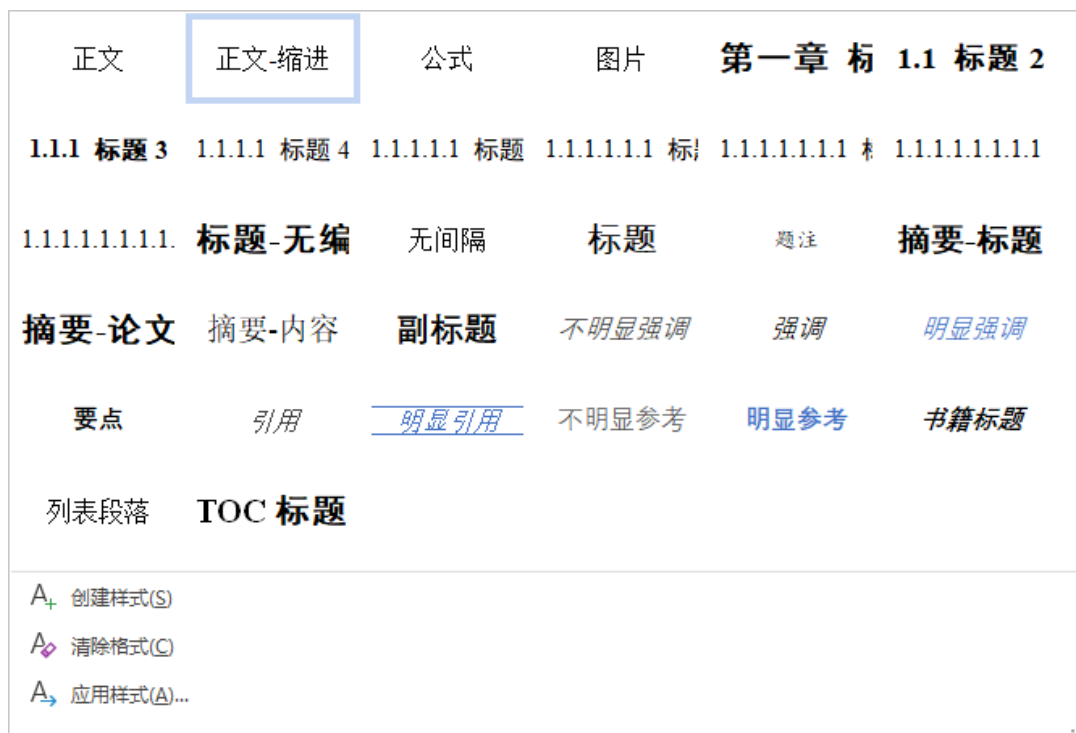 正文 正文-缩进 公式 图片 第一章 标 1.1 标题 2
1.1.1 标题 3 1.1.1.1 标题 4 1.1.1.1.1 标题 1.1.1.1.1.1 标 1.1.1.1.1.1.1 1.1.1.1.1.1.1.1
1.1.1.1.1.1.1.1. 标题-无编 无间隔 标题 题注 摘要-标题
摘要-论文 摘要-内容 副标题 不明显强调 强调 明显强调
要点 引用 明显引用 不明显参考 明显参考 书籍标题
列表段落 TOC 标题
创建样式(S)
清除格式(C)
应用样式(A)...